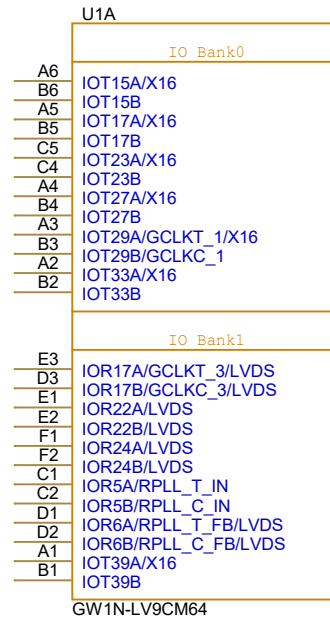 U1A
IO Bank0
A6 IOT15A/X16
B6 IOT15B
A5 IOT17A/X16
B5 IOT17B
C5 IOT23A/X16
C4 IOT23B
A4 IOT27A/X16
B4 IOT27B
A3 IOT29A/GCLKT_1/X16
B3 IOT29B/GCLKC_1
A2 IOT33A/X16
B2 IOT33B
IO Bank1
E3 IOR17A/GCLKT_3/LVDS
D3 IOR17B/GCLKC_3/LVDS
E1 IOR22A/LVDS
E2 IOR22B/LVDS
F1 IOR24A/LVDS
F2 IOR24B/LVDS
C1 IOR5A/RPLL_T_IN
C2 IOR5B/RPLL_C_IN
D1 IOR6A/RPLL_T_FB/LVDS
D2 IOR6B/RPLL_C_FB/LVDS
A1 IOT39A/X16
B1 IOT39B
GW1N-LV9CM64